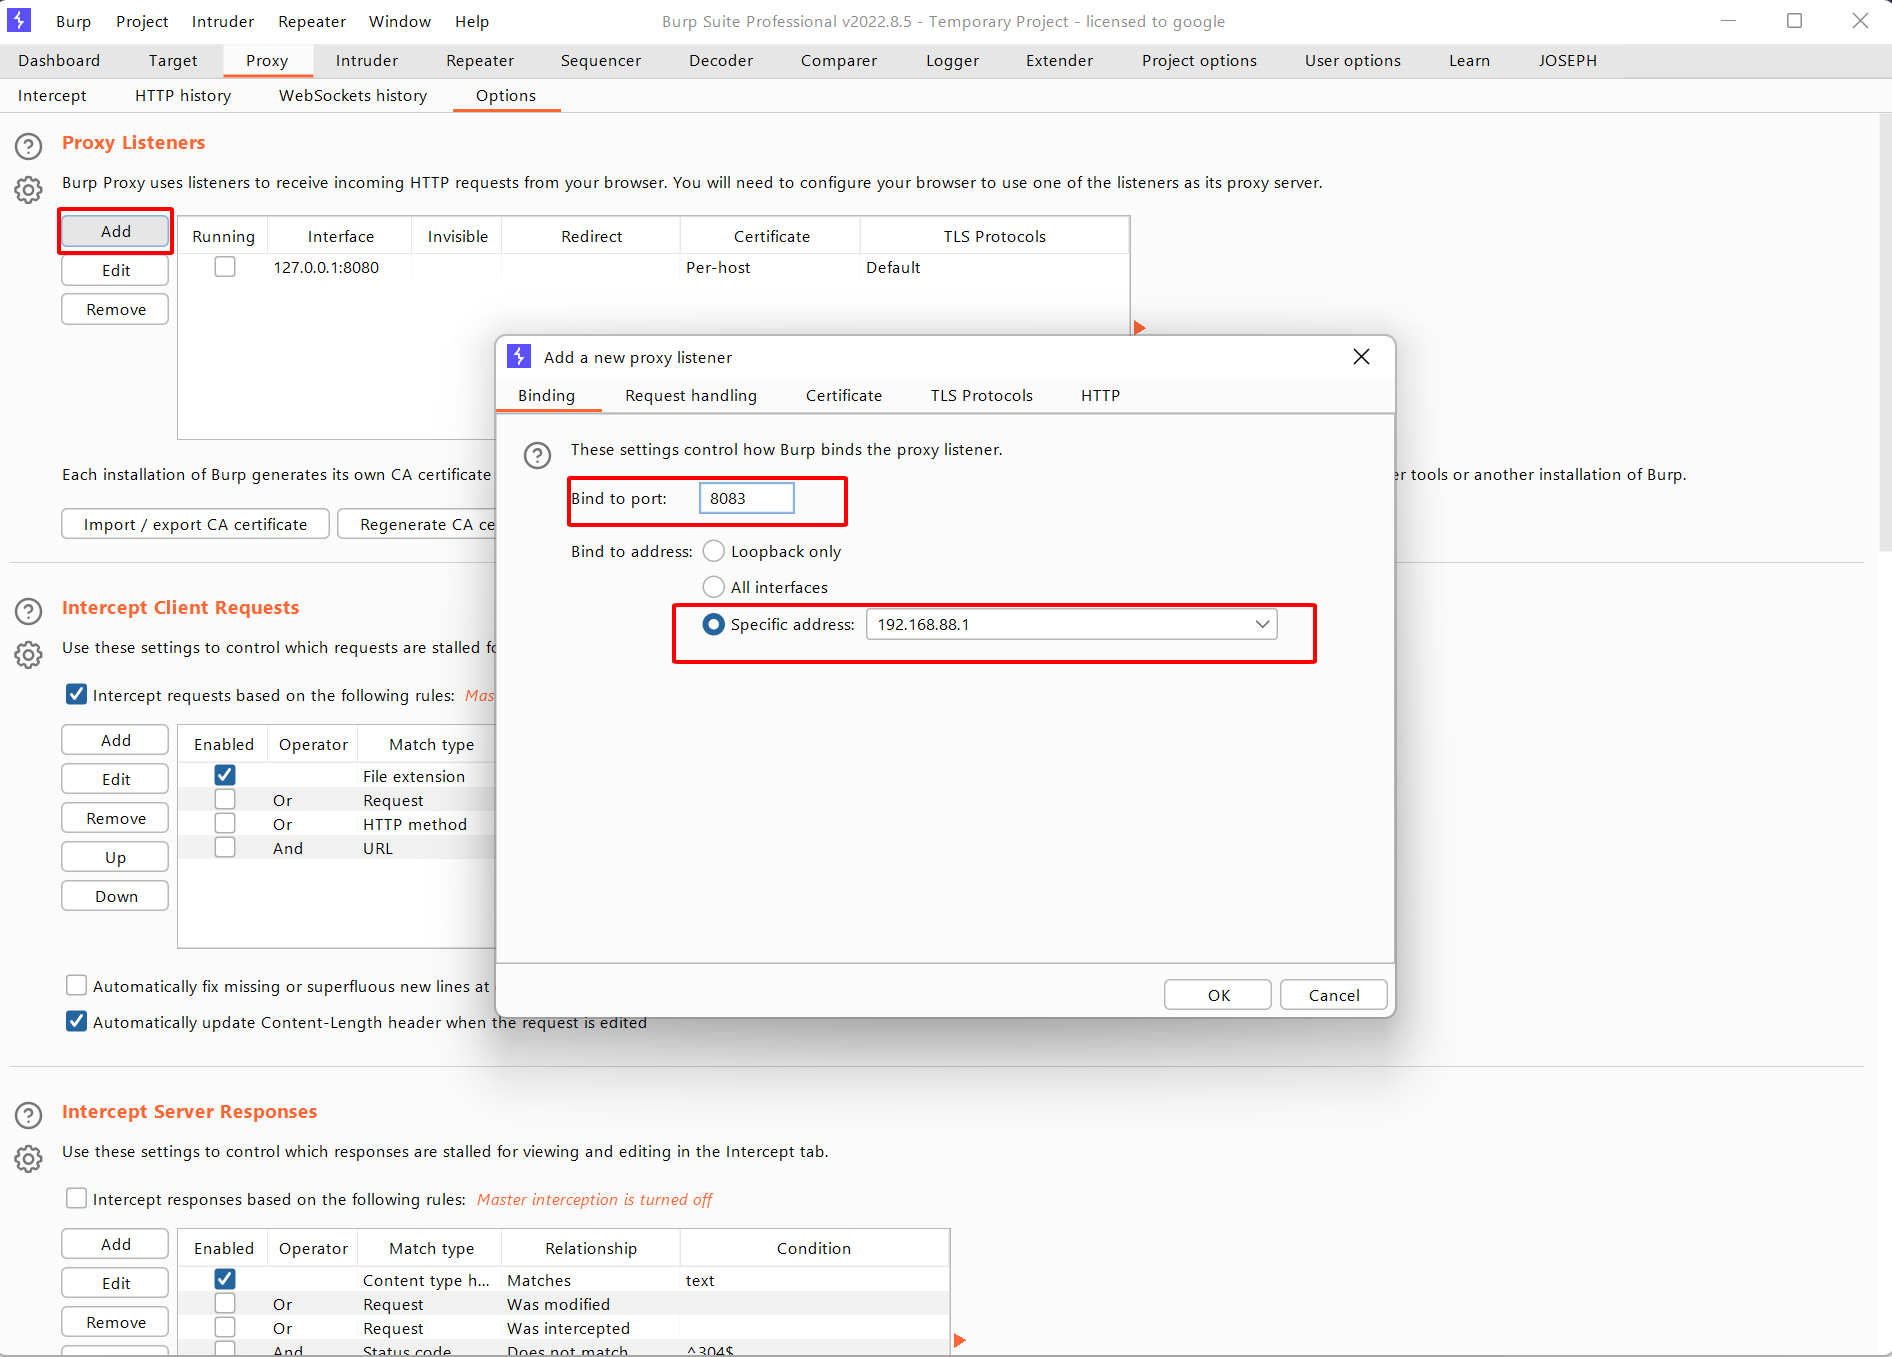 Burp Project Intruder Repeater Window Help Burp Suite Professional v2022.8.5 - Temporary Project - licensed to google
Dashboard Target Proxy Intruder Repeater Sequencer Decoder Comparer Logger Extender Project options User options Learn JOSEPH
Intercept HTTP history WebSockets history Options
Proxy Listeners
Burp Proxy uses listeners to receive incoming HTTP requests from your browser. You will need to configure your browser to use one of the listeners as its proxy server.
Add
Edit
Remove
Running Interface Invisible Redirect Certificate TLS Protocols
127.0.0.1:8080 Per-host Default
Each installation of Burp generates its own CA certificate
er tools or another installation of Burp.
Import / export CA certificate Regenerate CA ce
Add a new proxy listener
Binding Request handling Certificate TLS Protocols HTTP
These settings control how Burp binds the proxy listener.
Bind to port: 8083
Bind to address: Loopback only
All interfaces
Specific address: 192.168.88.1
OK Cancel
Intercept Client Requests
Use these settings to control which requests are stalled fo
Intercept requests based on the following rules: Mas
Add
Edit
Remove
Up
Down
Enabled Operator Match type
File extension
Or Request
Or HTTP method
And URL
Automatically fix missing or superfluous new lines at
Automatically update Content-Length header when the request is edited
Intercept Server Responses
Use these settings to control which responses are stalled for viewing and editing in the Intercept tab.
Intercept responses based on the following rules: Master interception is turned off
Add
Edit
Remove
Enabled Operator Match type Relationship Condition
Content type h... Matches text
Or Request Was modified
Or Request Was intercepted
And Status code Does not match ^304$